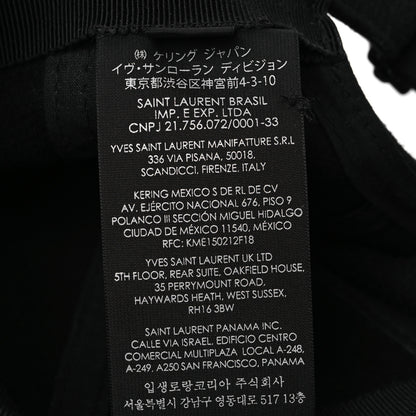 ㈱ ケリング ジャパン
イヴ・サンローラン ディビジョン
東京都渋谷区神宮前4-3-10
SAINT LAURENT BRASIL
IMP. E EXP. LTDA
CNPJ 21.756.072/0001-33
YVES SAINT LAURENT MANIFATTURE S.R.L
336 VIA PISANA, 50018,
SCANDICCI, FIRENZE, ITALY
KERING MEXICO S DE RL DE CV
AV. EJÉRCITO NACIONAL 676, PISO 9
POLANCO III SECCIÓN MIGUEL HIDALGO
CIUDAD DE MÉXICO 11540, MÉXICO
RFC: KME150212F18
YVES SAINT LAURENT UK LTD
5TH FLOOR, REAR SUITE, OAKFIELD HOUSE,
35 PERRYMOUNT ROAD,
HAYWARDS HEATH, WEST SUSSEX,
RH16 3BW
SAINT LAURENT PANAMA INC.
CALLE VIA ISRAEL. EDIFICIO CENTRO
COMERCIAL MULTIPLAZA LOCAL A-248,
A-249, A250 SAN FRANCISCO, PANAMA
입생로랑코리아 주식회사
서울특별시 강남구 영동대로 517 13층